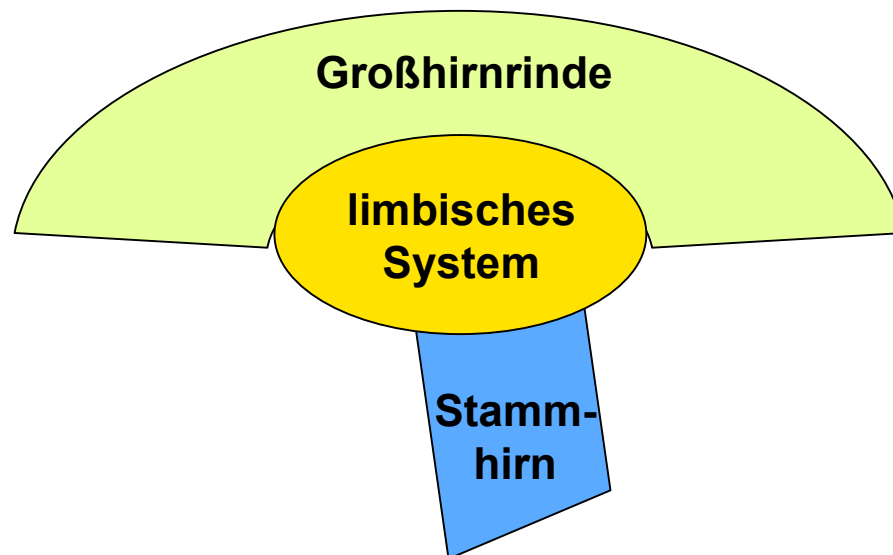 Großhirnrinde
limbisches
System
Stamm-
hirn